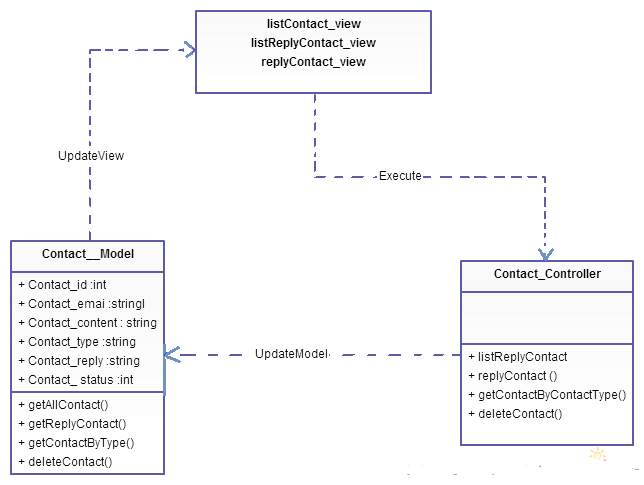 listContact_view
listReplyContact_view
replyContact_view
UpdateView
Execute
Contact__Model
+ Contact_id :int
+ Contact_emai :stringl
+ Contact_content : string
+ Contact_type :string
+ Contact_reply :string
+ Contact_ status :int
+ getAllContact()
+ getReplyContact()
+ getContactByType()
+ deleteContact()
UpdateModel
Contact_Controller
+ listReplyContact
+ replyContact ()
+ getContactByContactType()
+ deleteContact()